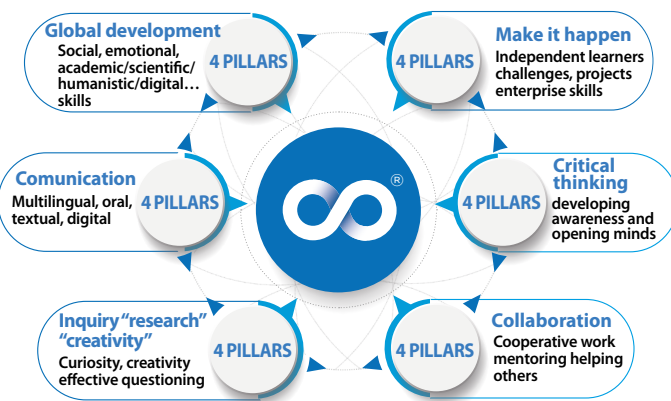 Global development
Social, emotional,
academic/scientific/
humanistic/digital...
skills
4 PILLARS
4 PILLARS
Make it happen
Independent learners
challenges, projects
enterprise skills
Comunication
Multilingual, oral,
textual, digital
4 PILLARS
®
4 PILLARS
Critical
thinking
developing
awareness and
opening minds
Inquiry "research"
"creativity"
Curiosity, creativity
effective questioning
4 PILLARS
4 PILLARS
Collaboration
Cooperative work
mentoring helping
others